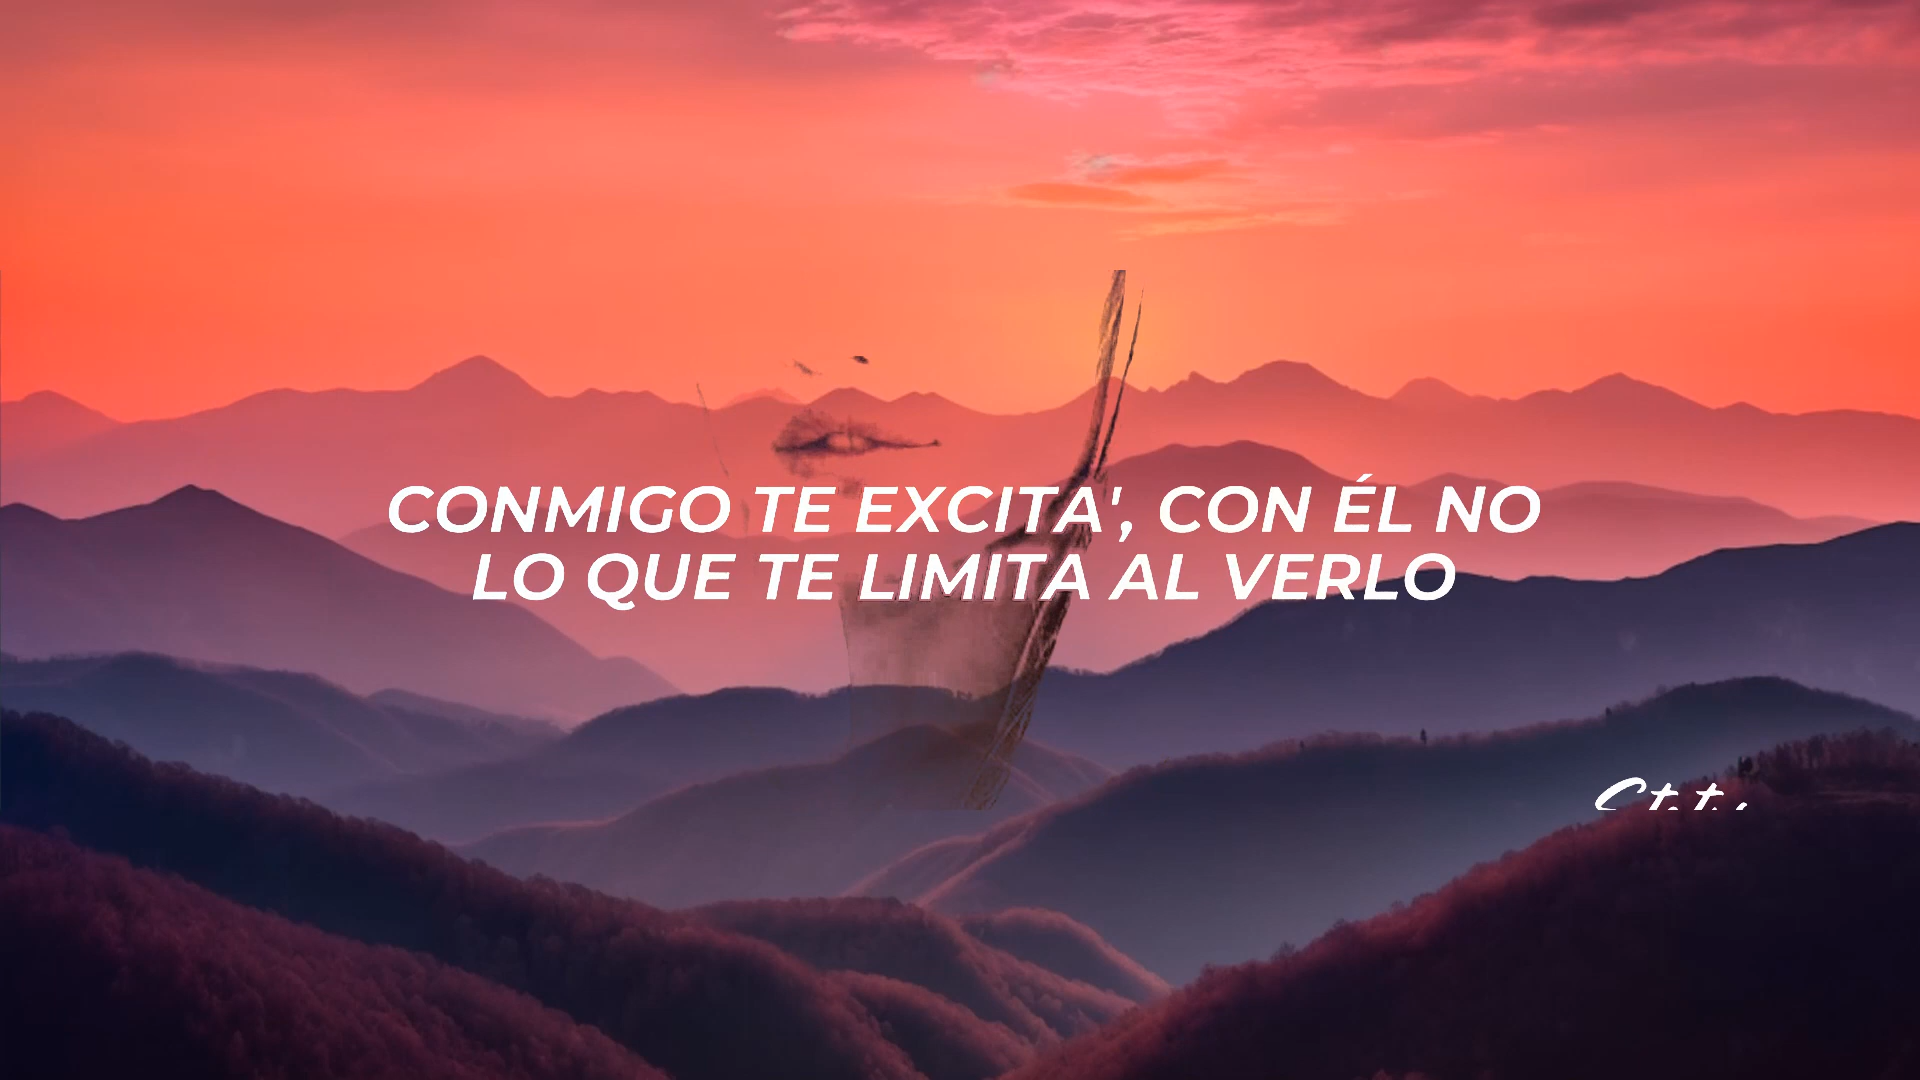 CONMIGO TE EXCITA', CON ÉL NO
LO QUE TE LIMITA AL VERLO